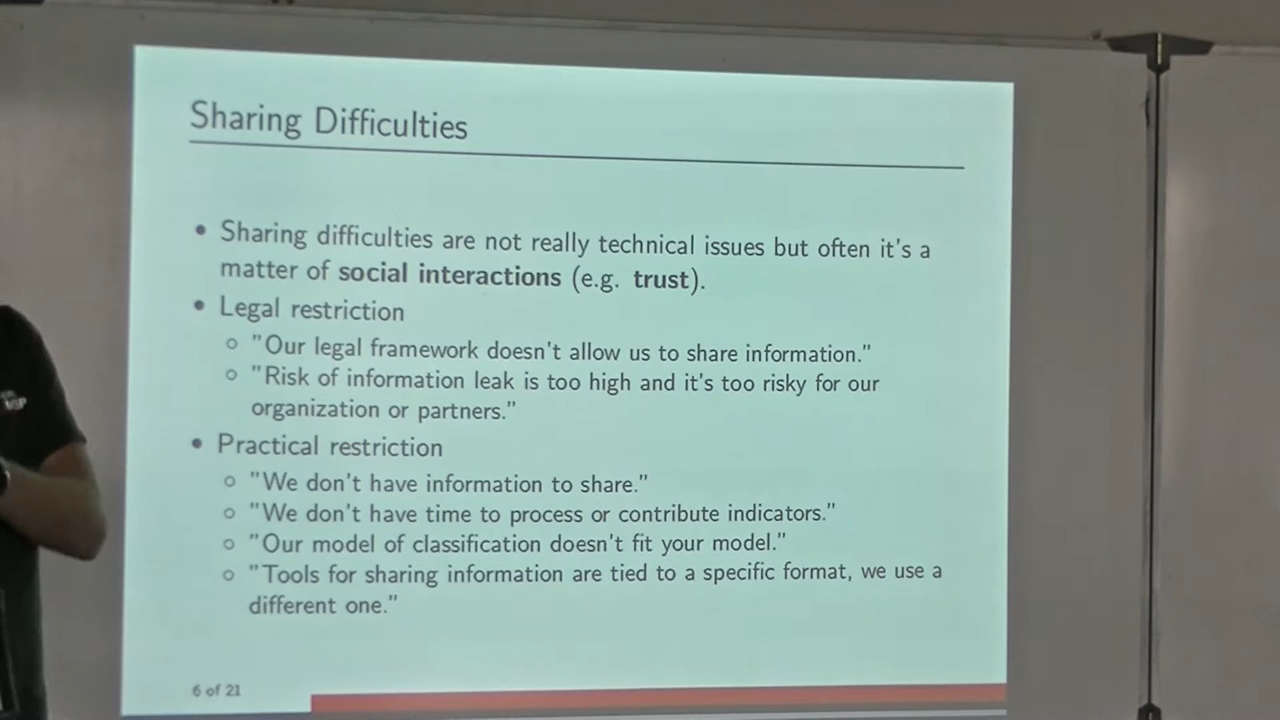 Sharing Difficulties
• Sharing difficulties are not really technical issues but often it's a
matter of social interactions (e.g. trust).
• Legal restriction
○ "Our legal framework doesn't allow us to share information."
○ "Risk of information leak is too high and it's too risky for our
organization or partners."
• Practical restriction
○ "We don't have information to share."
○ "We don't have time to process or contribute indicators."
○ "Our model of classification doesn't fit your model."
○ "Tools for sharing information are tied to a specific format, we use a
different one."
6 of 21